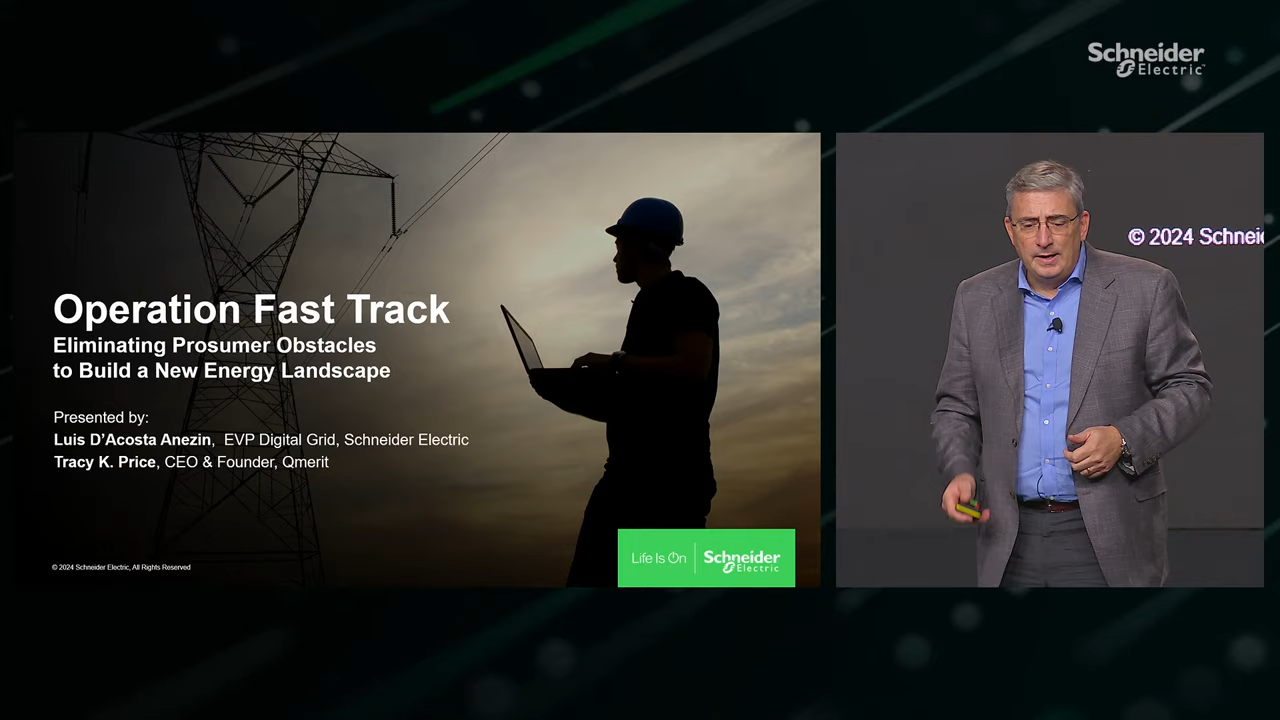 Schneider
Electric
Operation Fast Track
Eliminating Prosumer Obstacles
to Build a New Energy Landscape
Presented by:
Luis D’Acosta Anezin, EVP Digital Grid, Schneider Electric
Tracy K. Price, CEO & Founder, Qmerit
© 2024 Schneider Electric, All Rights Reserved
Life Is On
Schneider
Electric
© 2024 Schnei